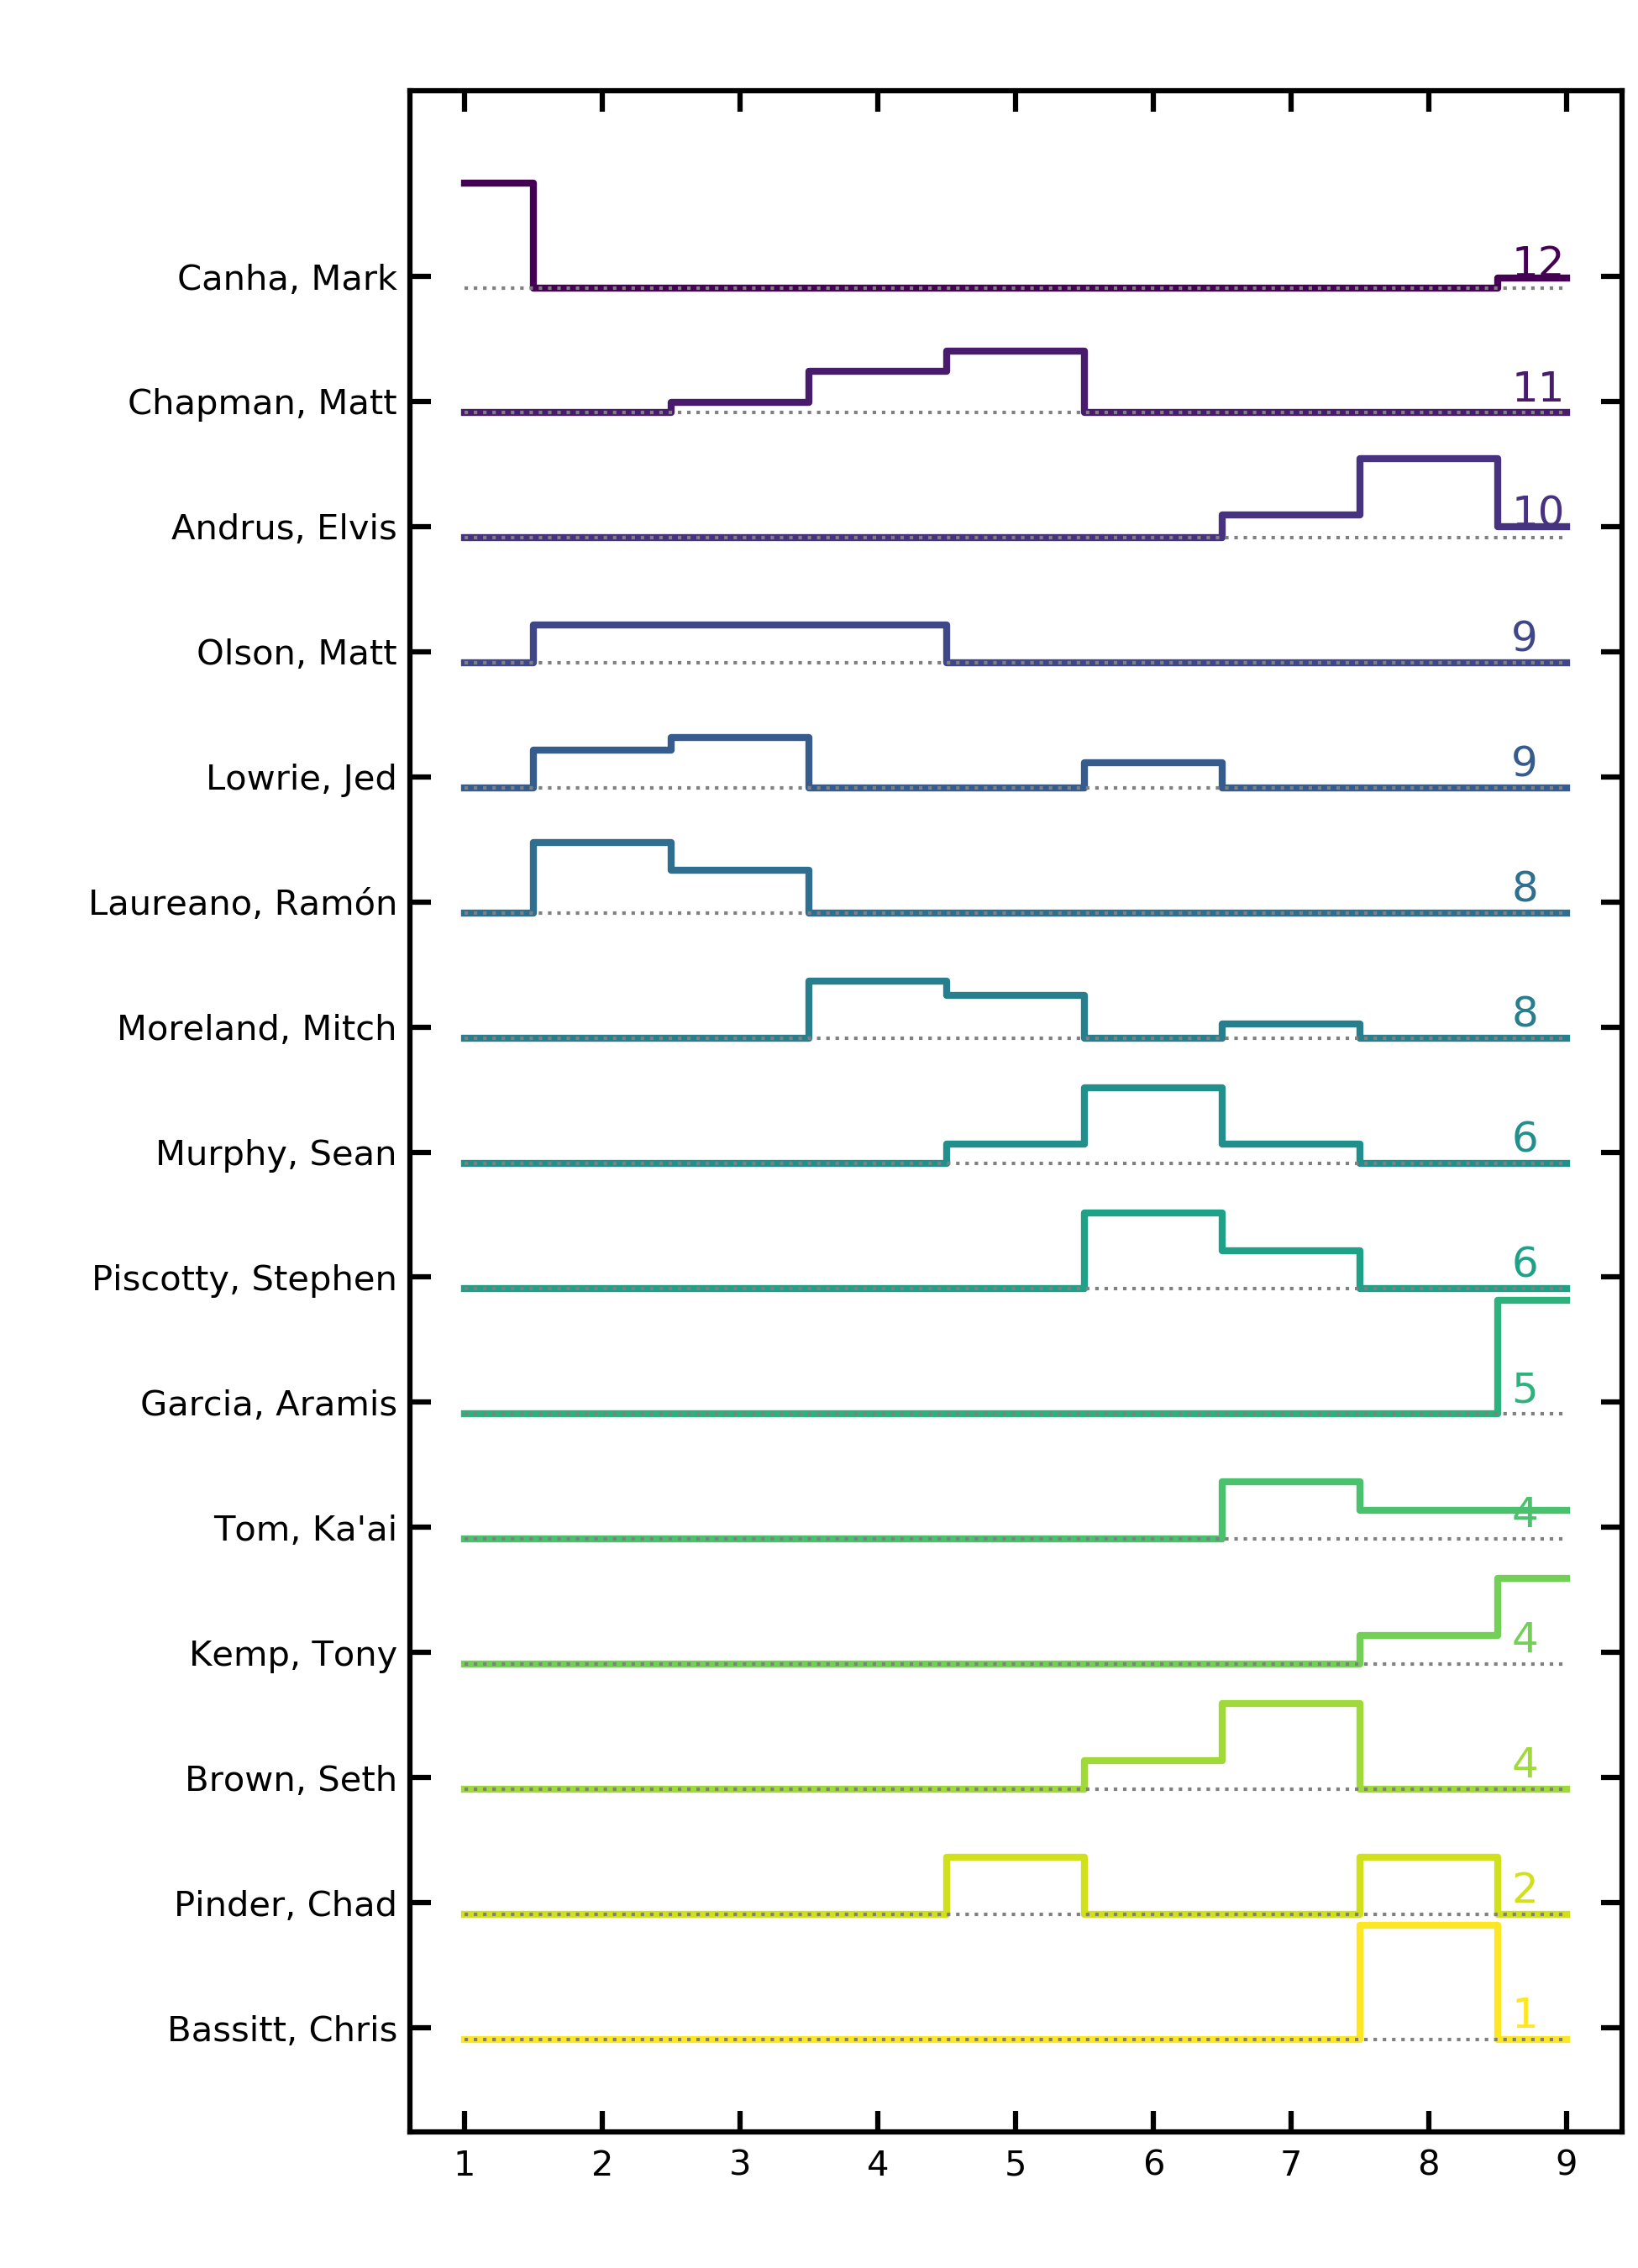 Canha, Mark 12
Chapman, Matt 11
Andrus, Elvis 10
Olson, Matt 9
Lowrie, Jed 9
Laureano, Ramón 8
Moreland, Mitch 8
Murphy, Sean 6
Piscotty, Stephen 6
Garcia, Aramis 5
Tom, Ka'ai 4
Kemp, Tony 4
Brown, Seth 4
Pinder, Chad 2
Bassitt, Chris 1
1 2 3 4 5 6 7 8 9